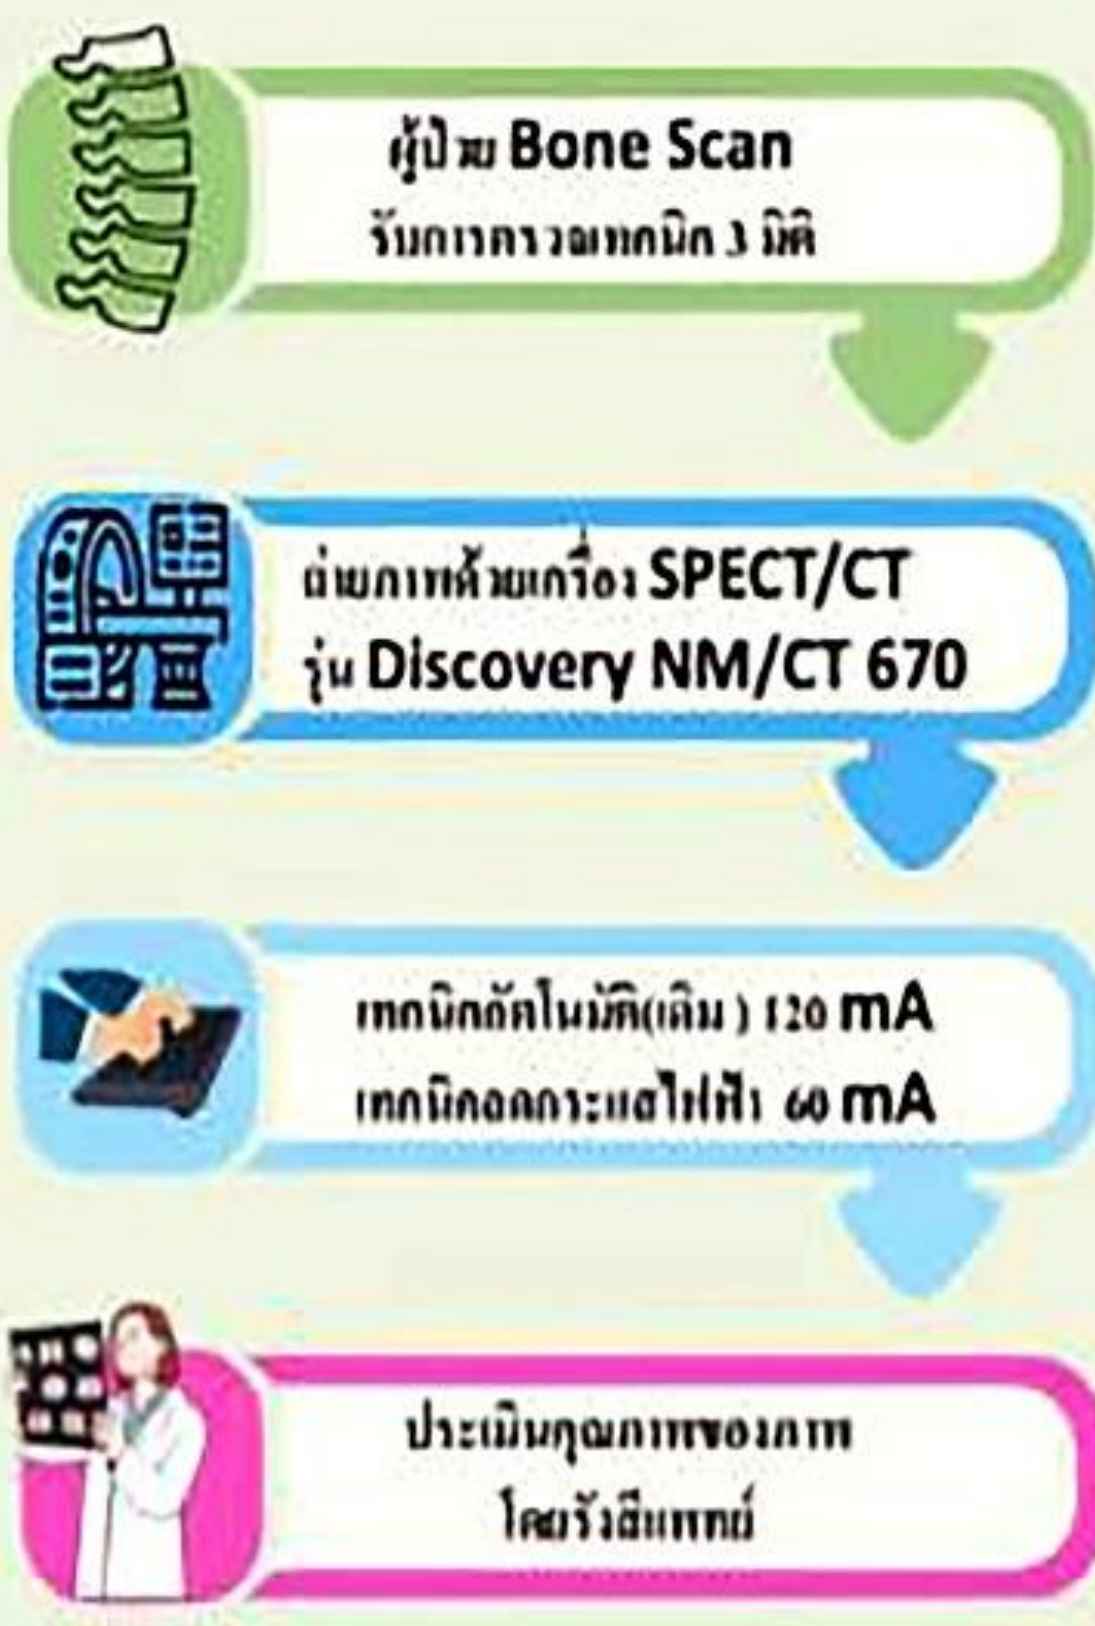 ผู้ป่วย Bone Scan
รับการตรวจเทคนิค 3 มิติ
ถ่ายภาพด้วยเครื่อง SPECT/CT
รุ่น Discovery NM/CT 670
เทคนิคอัตโนมัติ(เดิม ) 120 mA
เทคนิคลดกระแสไฟฟ้า 60 mA
ประเมินคุณภาพของภาพ
โดยรังสีแพทย์